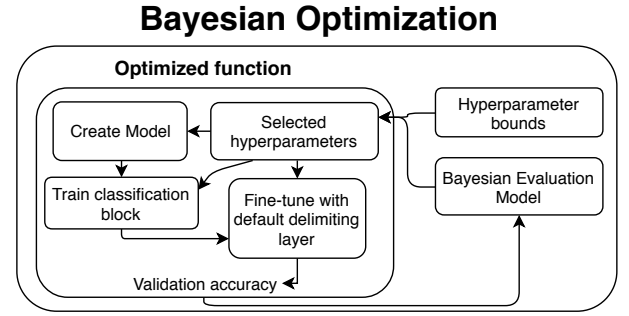 Bayesian Optimization
Optimized function
Create Model
Selected
hyperparameters
Hyperparameter
bounds
Train classification
block
Fine-tune with
default delimiting
layer
Bayesian Evaluation
Model
Validation accuracy